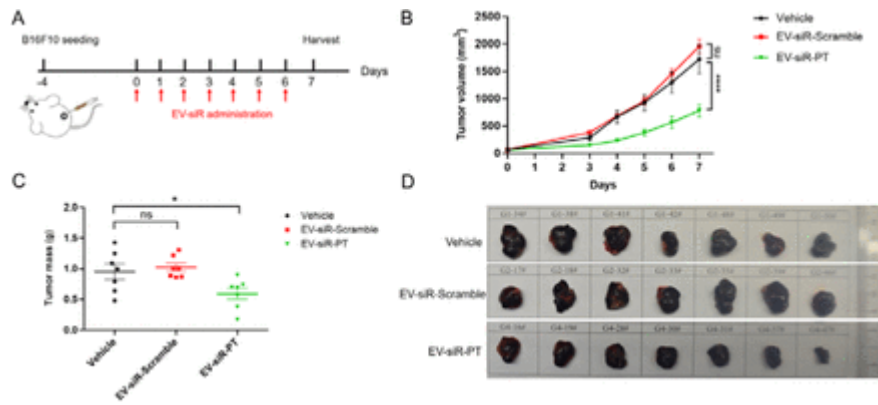 A
B16F10 seeding
Harvest
-4
0
1
2
3
4
5
6
7
Days
EV-siR administration
B
Tumor volume (mm³)
2500
2000
1500
1000
500
0
0
1
2
3
4
5
6
7
Days
Vehicle
EV-siR-Scramble
EV-siR-PT
ns
****
C
Tumor mass (g)
2.0
1.5
1.0
0.5
0.0
*
ns
Vehicle
EV-siR-Scramble
EV-siR-PT
Vehicle
EV-siR-Scramble
EV-siR-PT
D
Vehicle
EV-siR-Scramble
EV-siR-PT